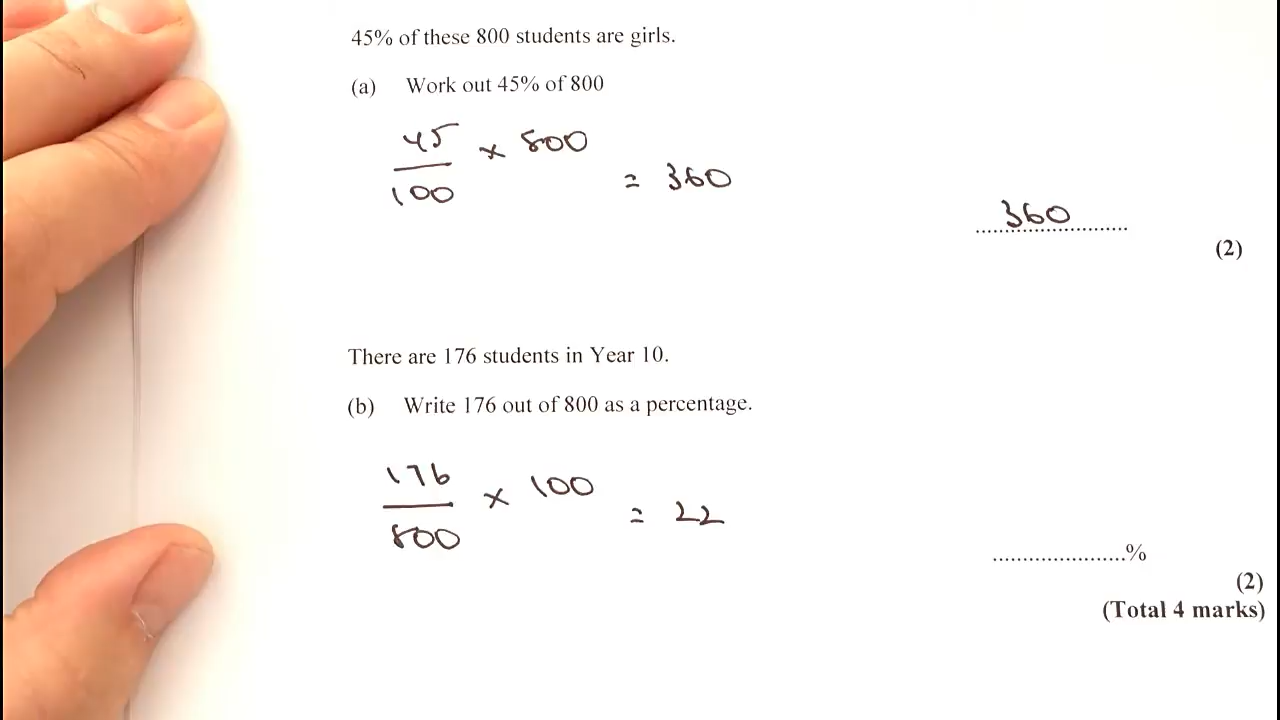 45% of these 800 students are girls.
(a) Work out 45% of 800
45/100 × 800 = 360
360
(2)
There are 176 students in Year 10.
(b) Write 176 out of 800 as a percentage.
176/800 × 100 = 22
........................%
(2)
(Total 4 marks)